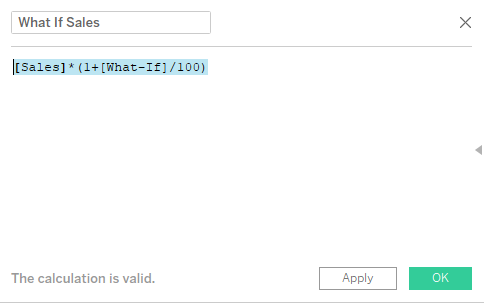 What If Sales
[Sales]*(1+[What-If]/100)
The calculation is valid.
Apply
OK